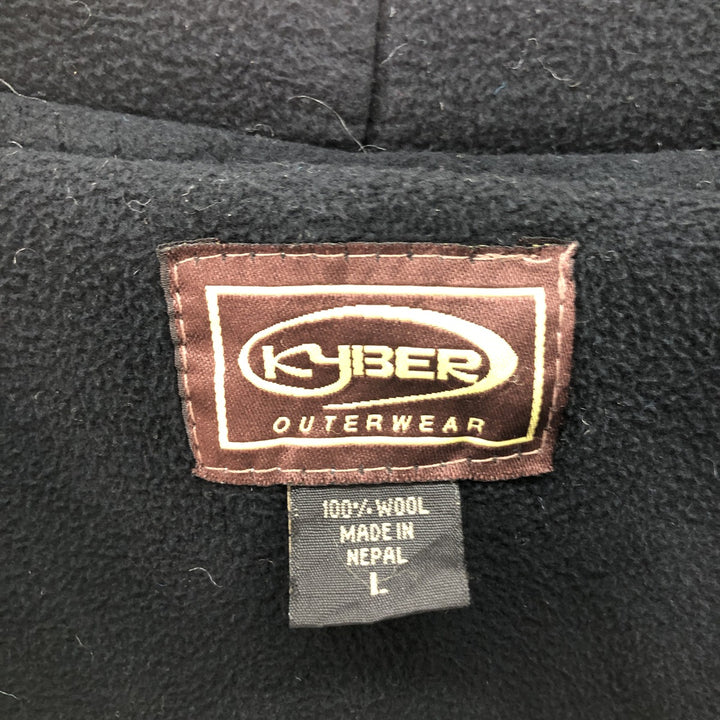 KYBER
OUTERWEAR
100% WOOL
MADE IN
NEPAL
L